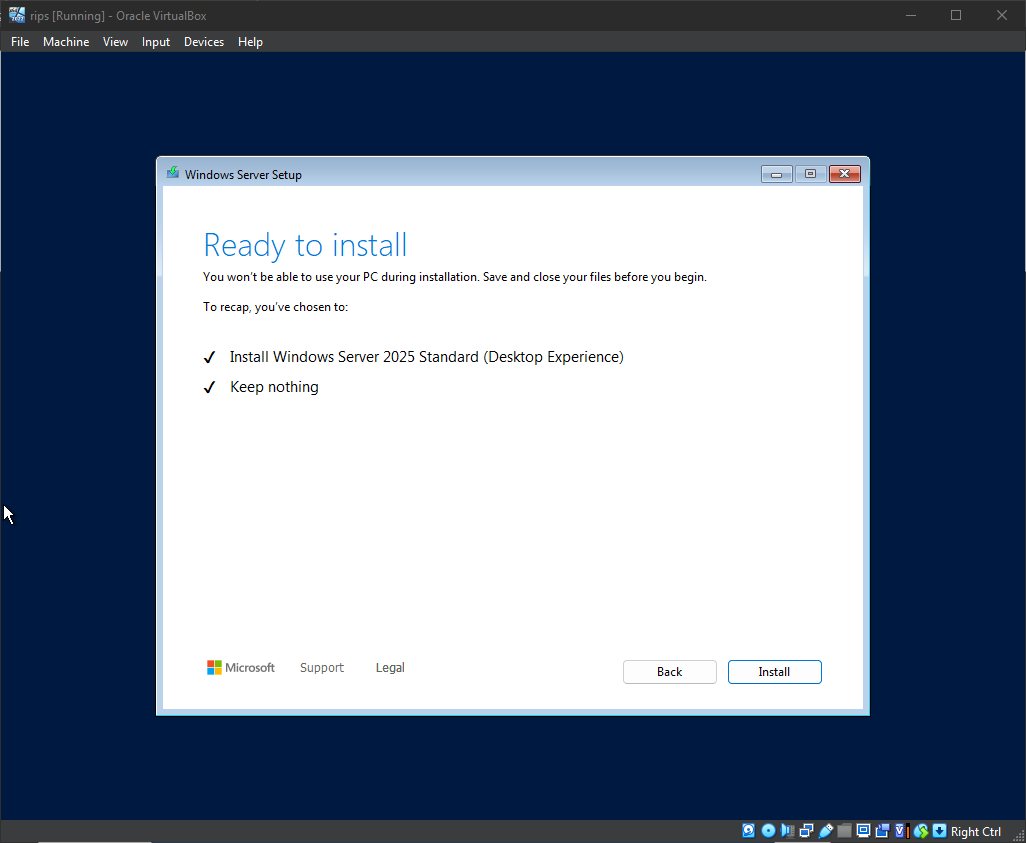 rips [Running] - Oracle VirtualBox
File Machine View Input Devices Help
Windows Server Setup
Ready to install
You won't be able to use your PC during installation. Save and close your files before you begin.
To recap, you've chosen to:
✓ Install Windows Server 2025 Standard (Desktop Experience)
✓ Keep nothing
Microsoft Support Legal
Back Install
Right Ctrl